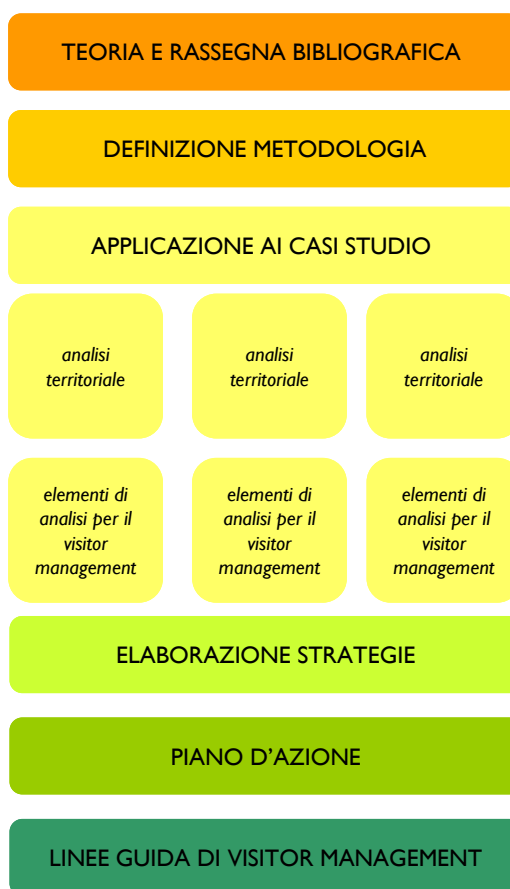 TEORIA E RASSEGNA BIBLIOGRAFICA
DEFINIZIONE METODOLOGIA
APPLICAZIONE AI CASI STUDIO
analisi
territoriale
analisi
territoriale
analisi
territoriale
elementi di
analisi per il
visitor
management
elementi di
analisi per il
visitor
management
elementi di
analisi per il
visitor
management
ELABORAZIONE STRATEGIE
PIANO D’AZIONE
LINEE GUIDA DI VISITOR MANAGEMENT